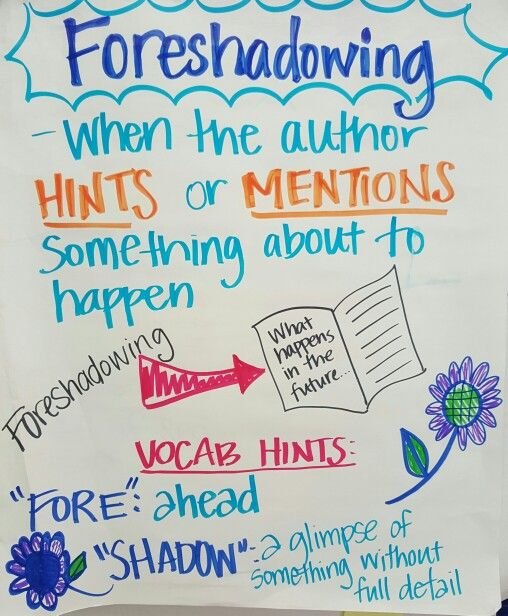 Foreshadowing
- When the author
HINTS or MENTIONS
Something about to
happen
Foreshadowing
What
happens
in the
future...
VOCAB HINTS:
"FORE": ahead
"SHADOW": a glimpse of
something without
full detail